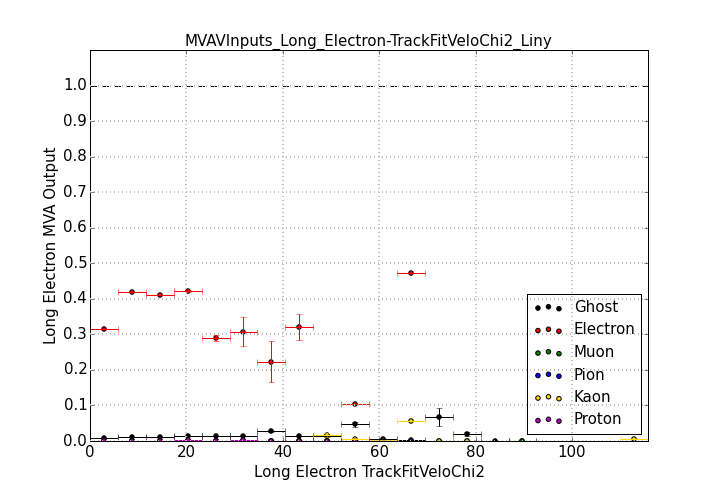 MVAVInputs_Long_Electron-TrackFitVeloChi2_Liny
Long Electron MVA Output
1.0
0.9
0.8
0.7
0.6
0.5
0.4
0.3
0.2
0.1
0.0
Ghost
Electron
Muon
Pion
Kaon
Proton
0 20 40 60 80 100
Long Electron TrackFitVeloChi2